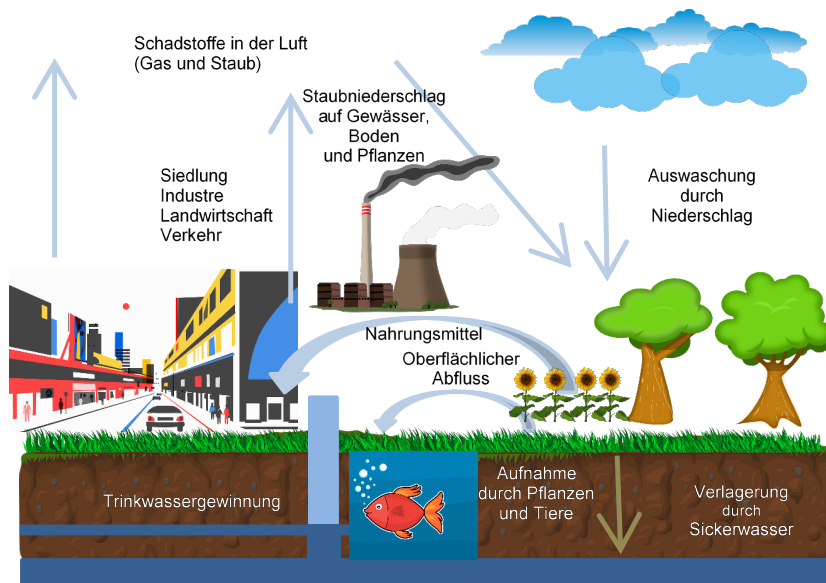 Schadstoffe in der Luft
(Gas und Staub)
Staubniederschlag
auf Gewässer,
Boden
und Pflanzen
Siedlung
Industre
Landwirtschaft
Verkehr
Auswaschung
durch
Niederschlag
Nahrungsmittel
Oberflächlicher
Abfluss
Trinkwassergewinnung
Aufnahme
durch Pflanzen
und Tiere
Verlagerung
durch
Sickerwasser